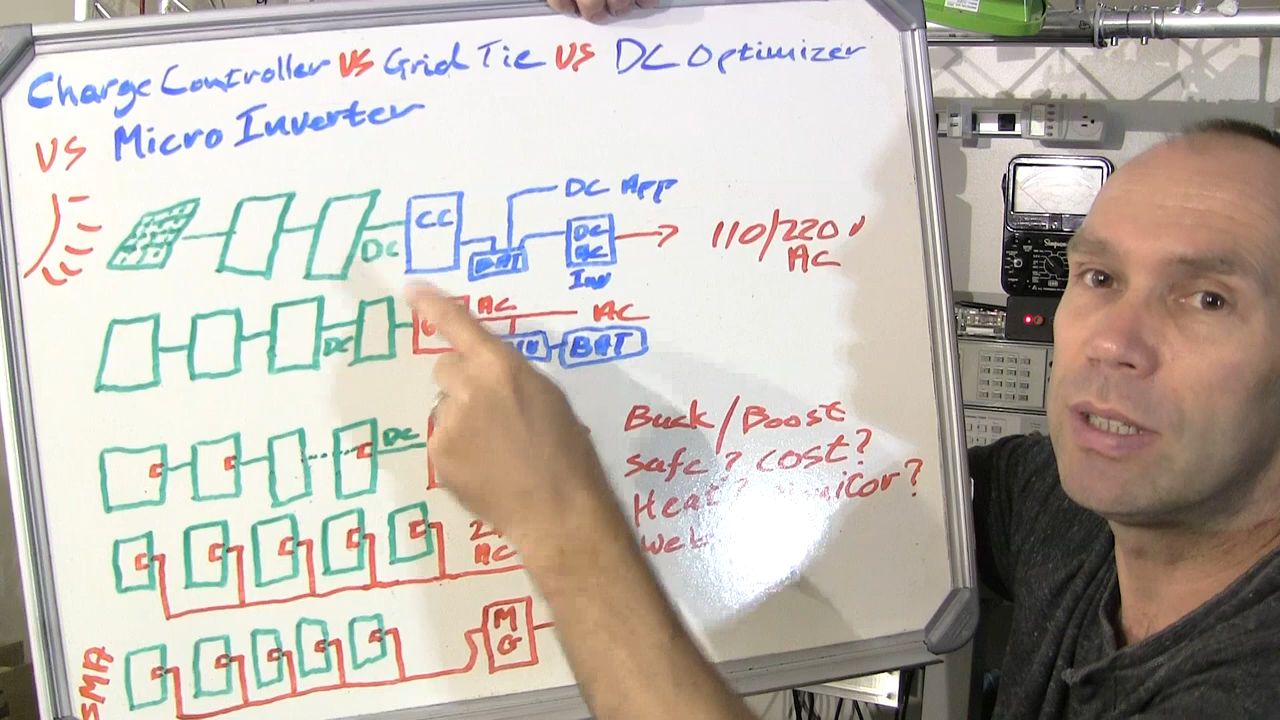 Charge Controller VS Grid Tie VS DC Optimizer
VS Micro Inverter
DC App
CC
DC
BAT
DC
AC
Inv
110/220v
AC
AC
AC
DC
BAT
DC
Buck/Boost
safe? cost?
Heat?
AC
M
G
SMA